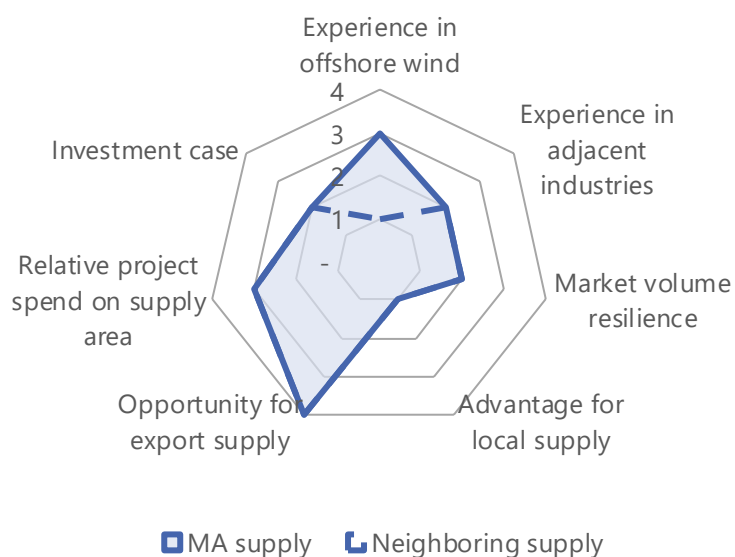 Experience in
offshore wind
4
Experience in
adjacent
industries
3
Investment case
2
1
-
Relative project
spend on supply
area
Market volume
resilience
Opportunity for
export supply
Advantage for
local supply
MA supply
Neighboring supply